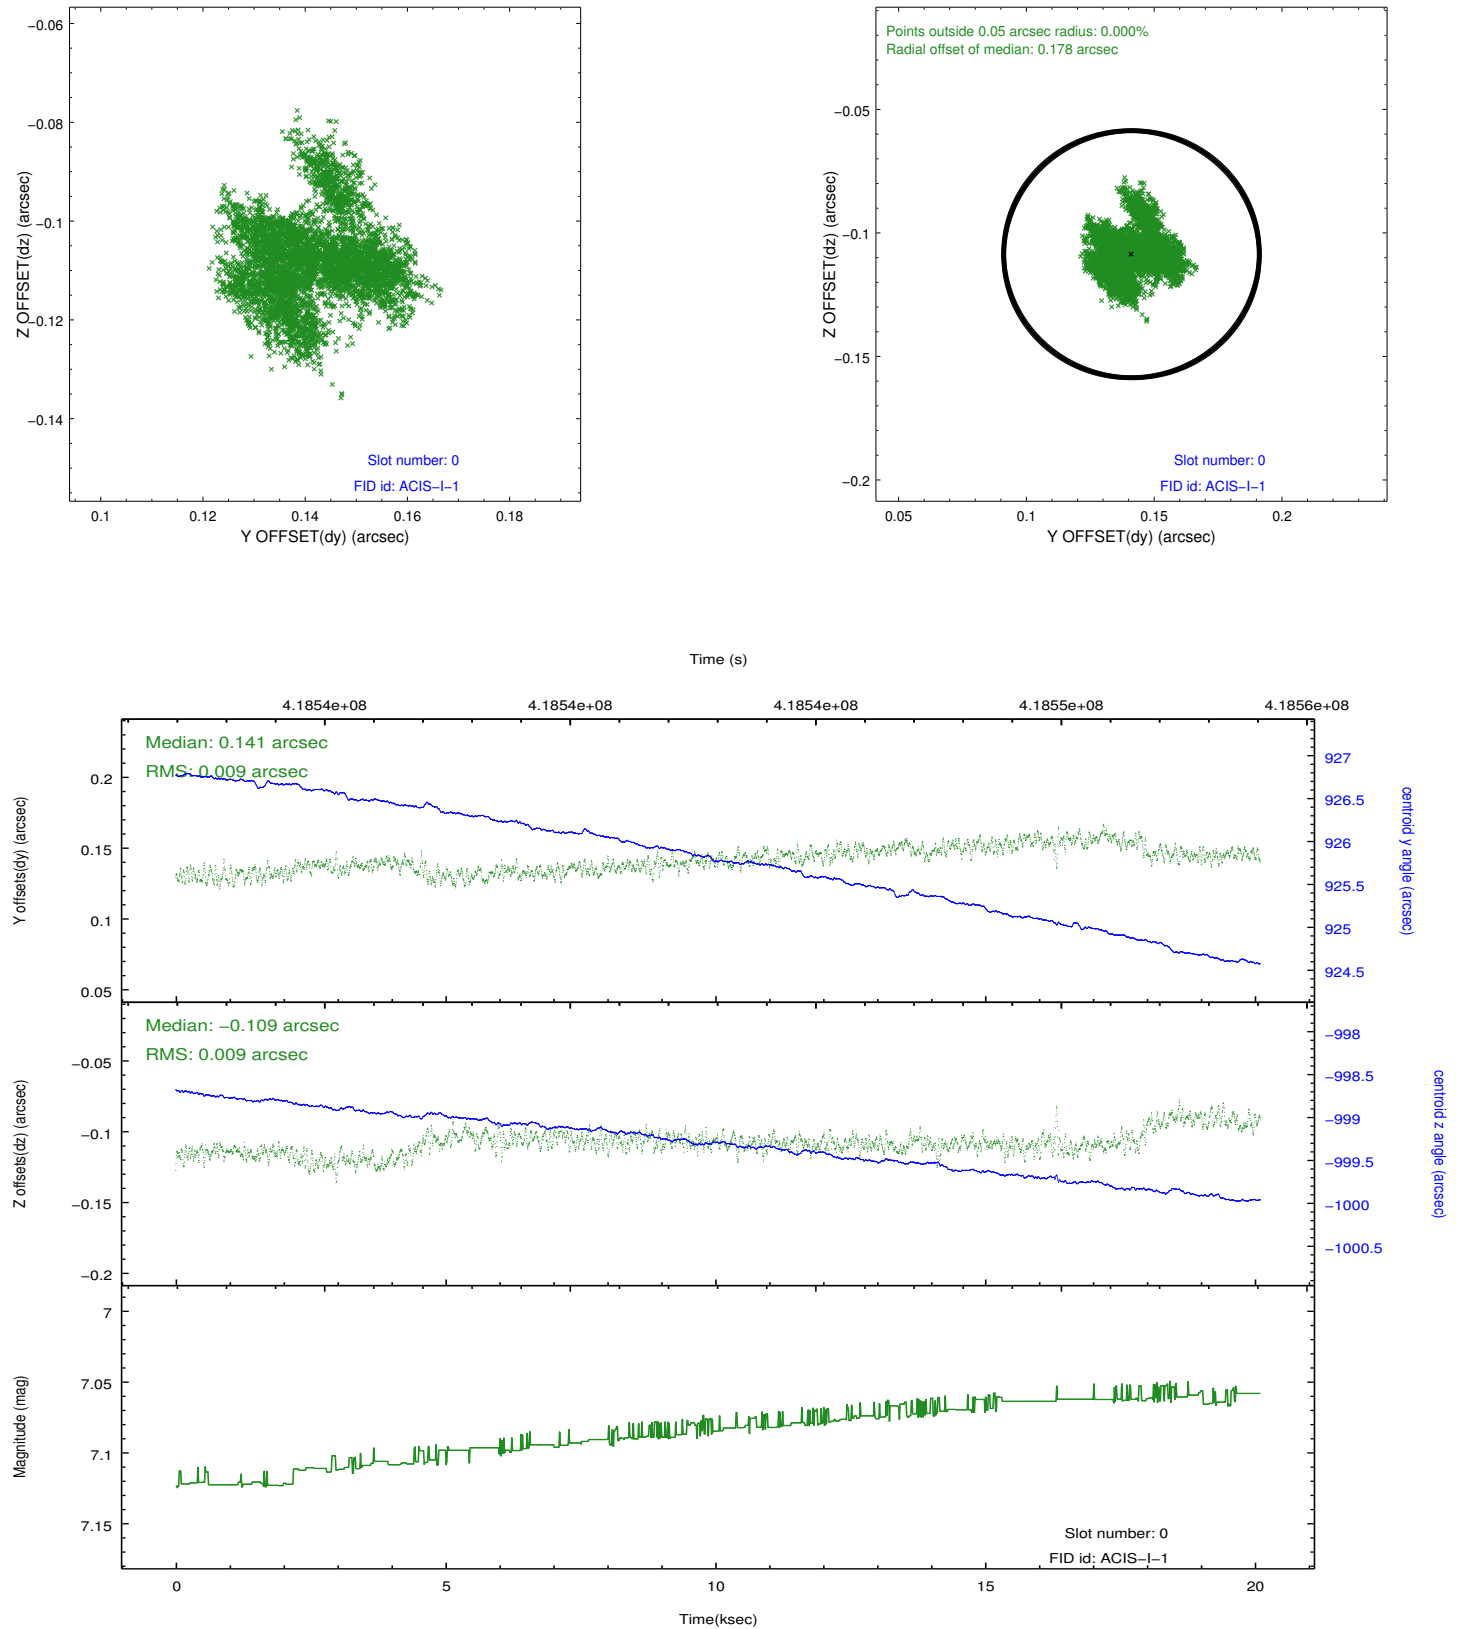 −0.06
−0.08
−0.1
−0.12
−0.14
Z OFFSET(dz) (arcsec)
Slot number: 0
FID id: ACIS−I−1
0.1 0.12 0.14 0.16 0.18
Y OFFSET(dy) (arcsec)
Points outside 0.05 arcsec radius: 0.000%
Radial offset of median: 0.178 arcsec
−0.05
−0.1
−0.15
−0.2
Z OFFSET(dz) (arcsec)
Slot number: 0
FID id: ACIS−I−1
0.05 0.1 0.15 0.2
Y OFFSET(dy) (arcsec)
Time (s)
4.1854e+08 4.1854e+08 4.1854e+08 4.1855e+08 4.1856e+08
Median: 0.141 arcsec
RMS: 0.009 arcsec
0.2
0.15
0.1
0.05
Y offsets(dy) (arcsec)
927
926.5
926
925.5
925
924.5
centroid y angle (arcsec)
Median: −0.109 arcsec
RMS: 0.009 arcsec
−0.05
−0.1
−0.15
−0.2
Z offsets(dz) (arcsec)
−998
−998.5
−999
−999.5
−1000
−1000.5
centroid z angle (arcsec)
7
7.05
7.1
7.15
Magnitude (mag)
Slot number: 0
FID id: ACIS−I−1
0 5 10 15 20
Time(ksec)